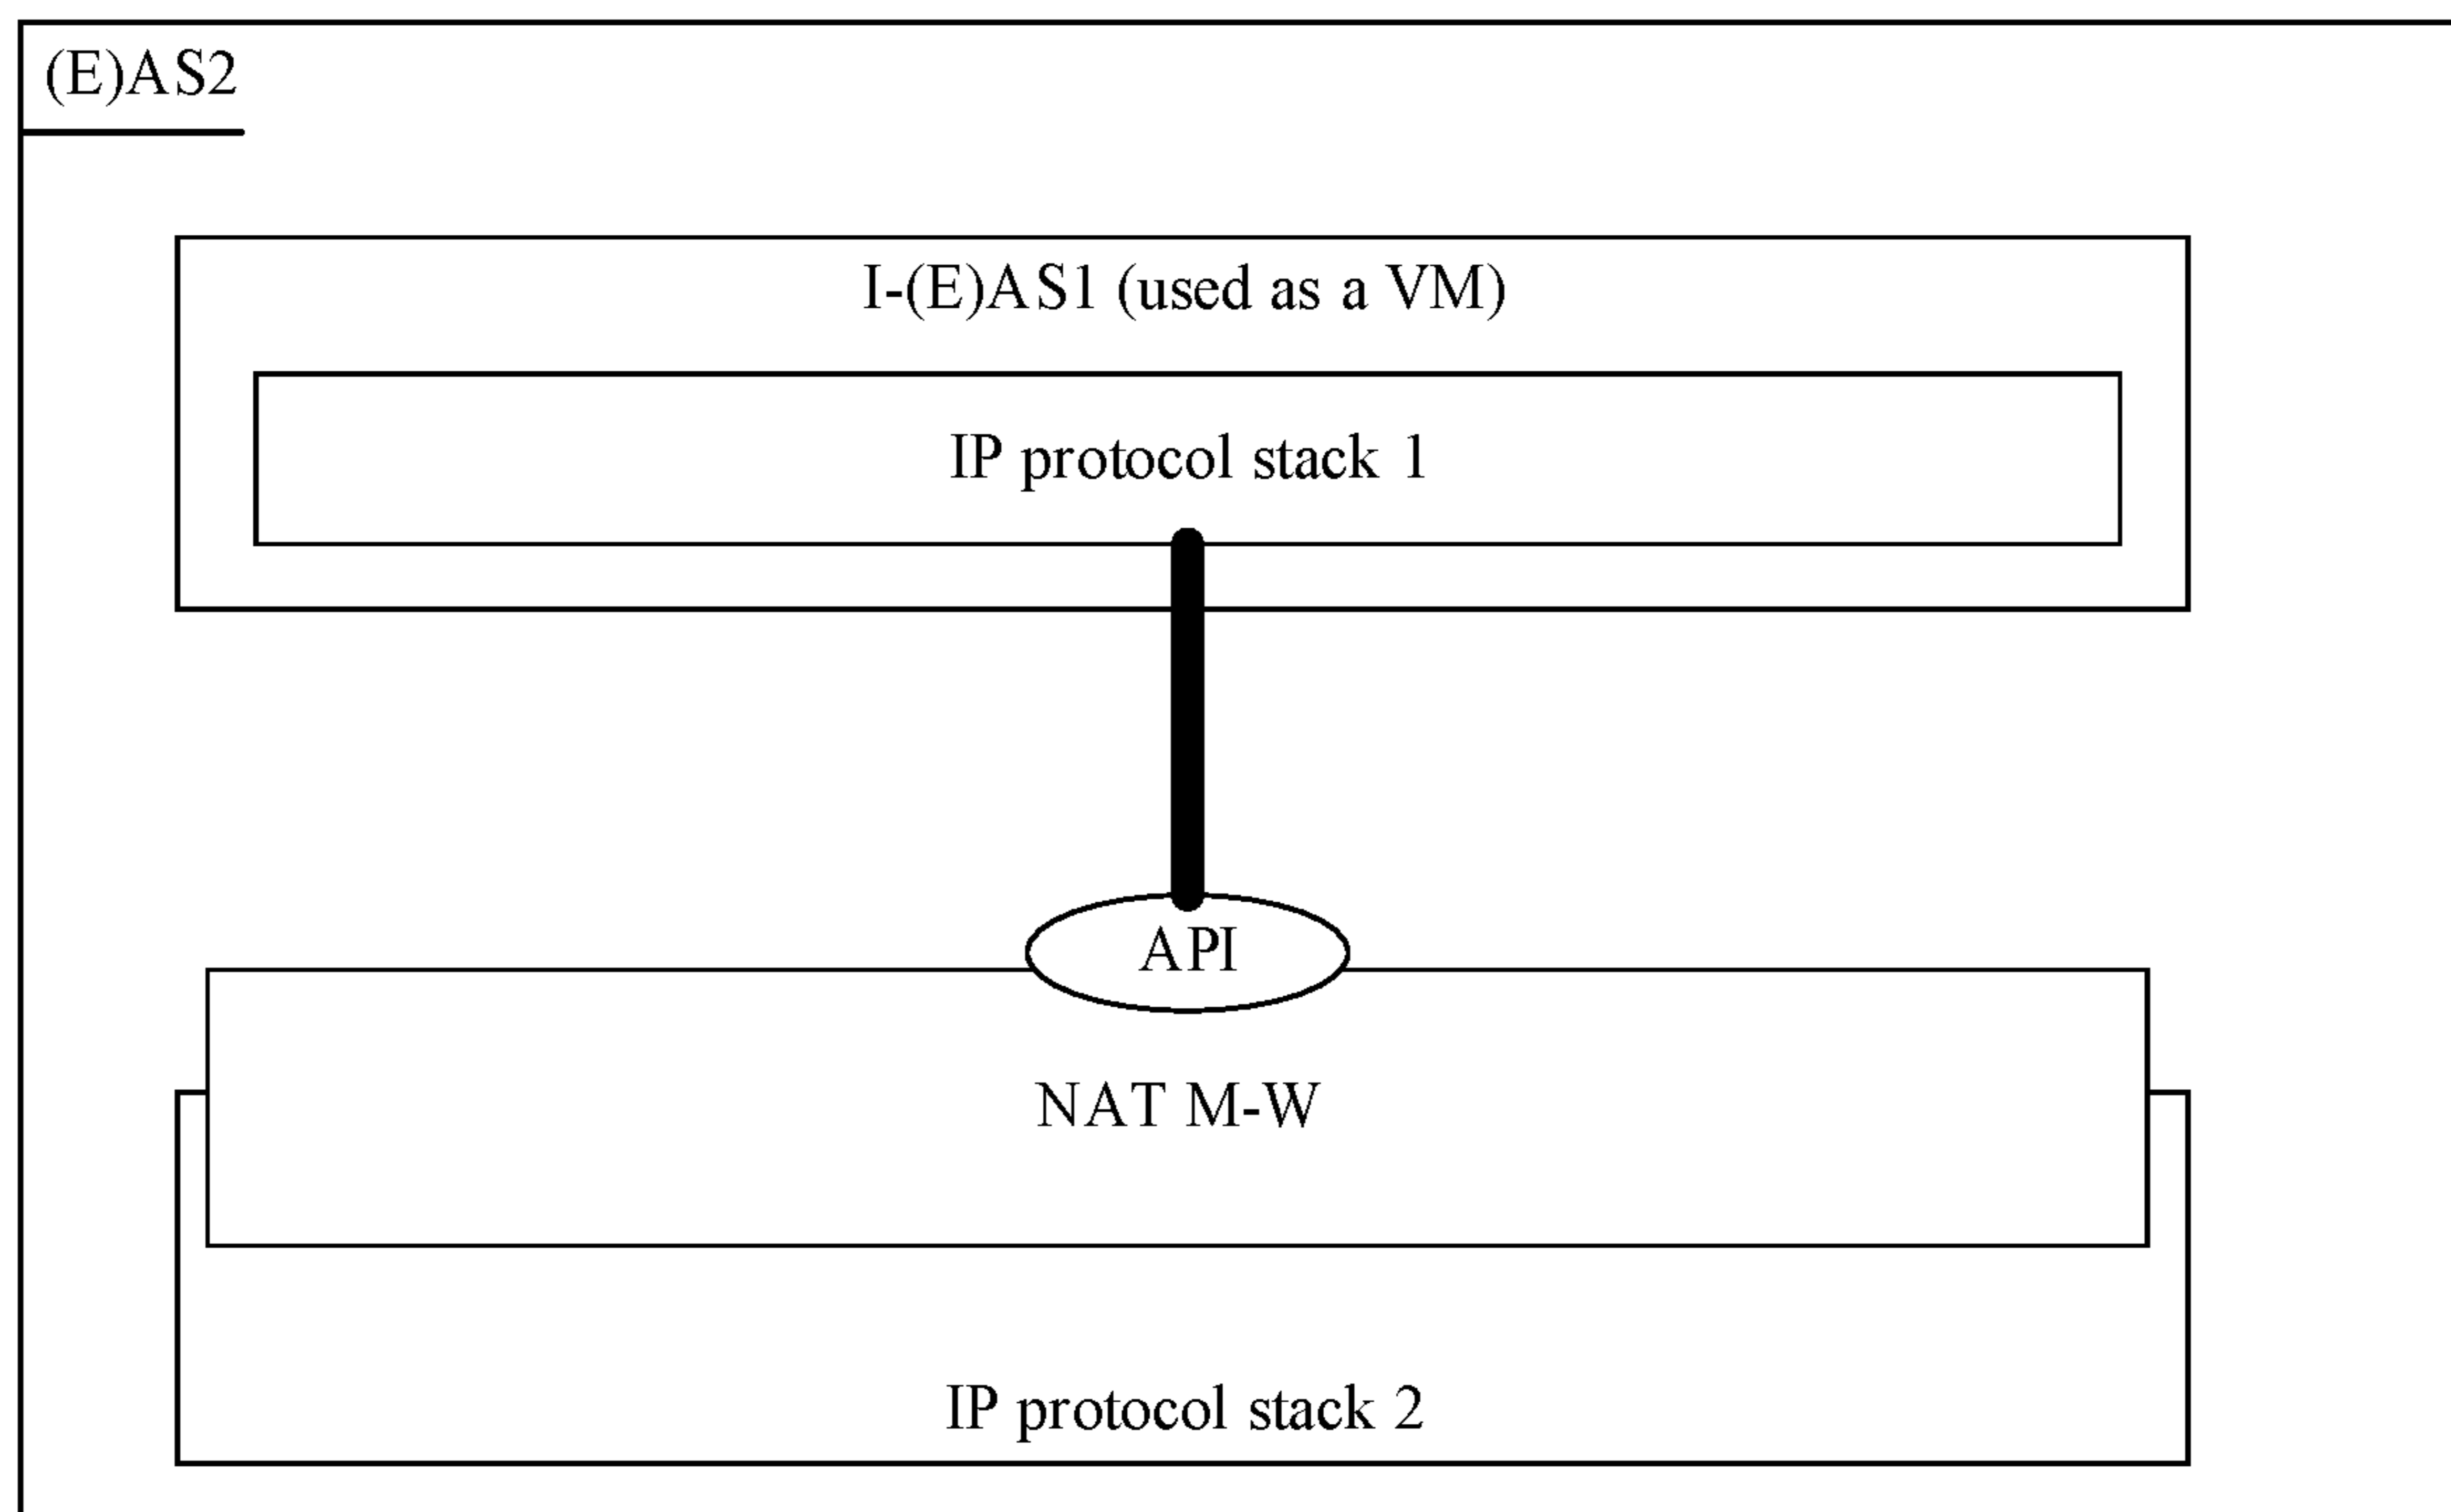 (E)AS2
I-(E)AS1 (used as a VM)
IP protocol stack 1
API
NAT M-W
IP protocol stack 2